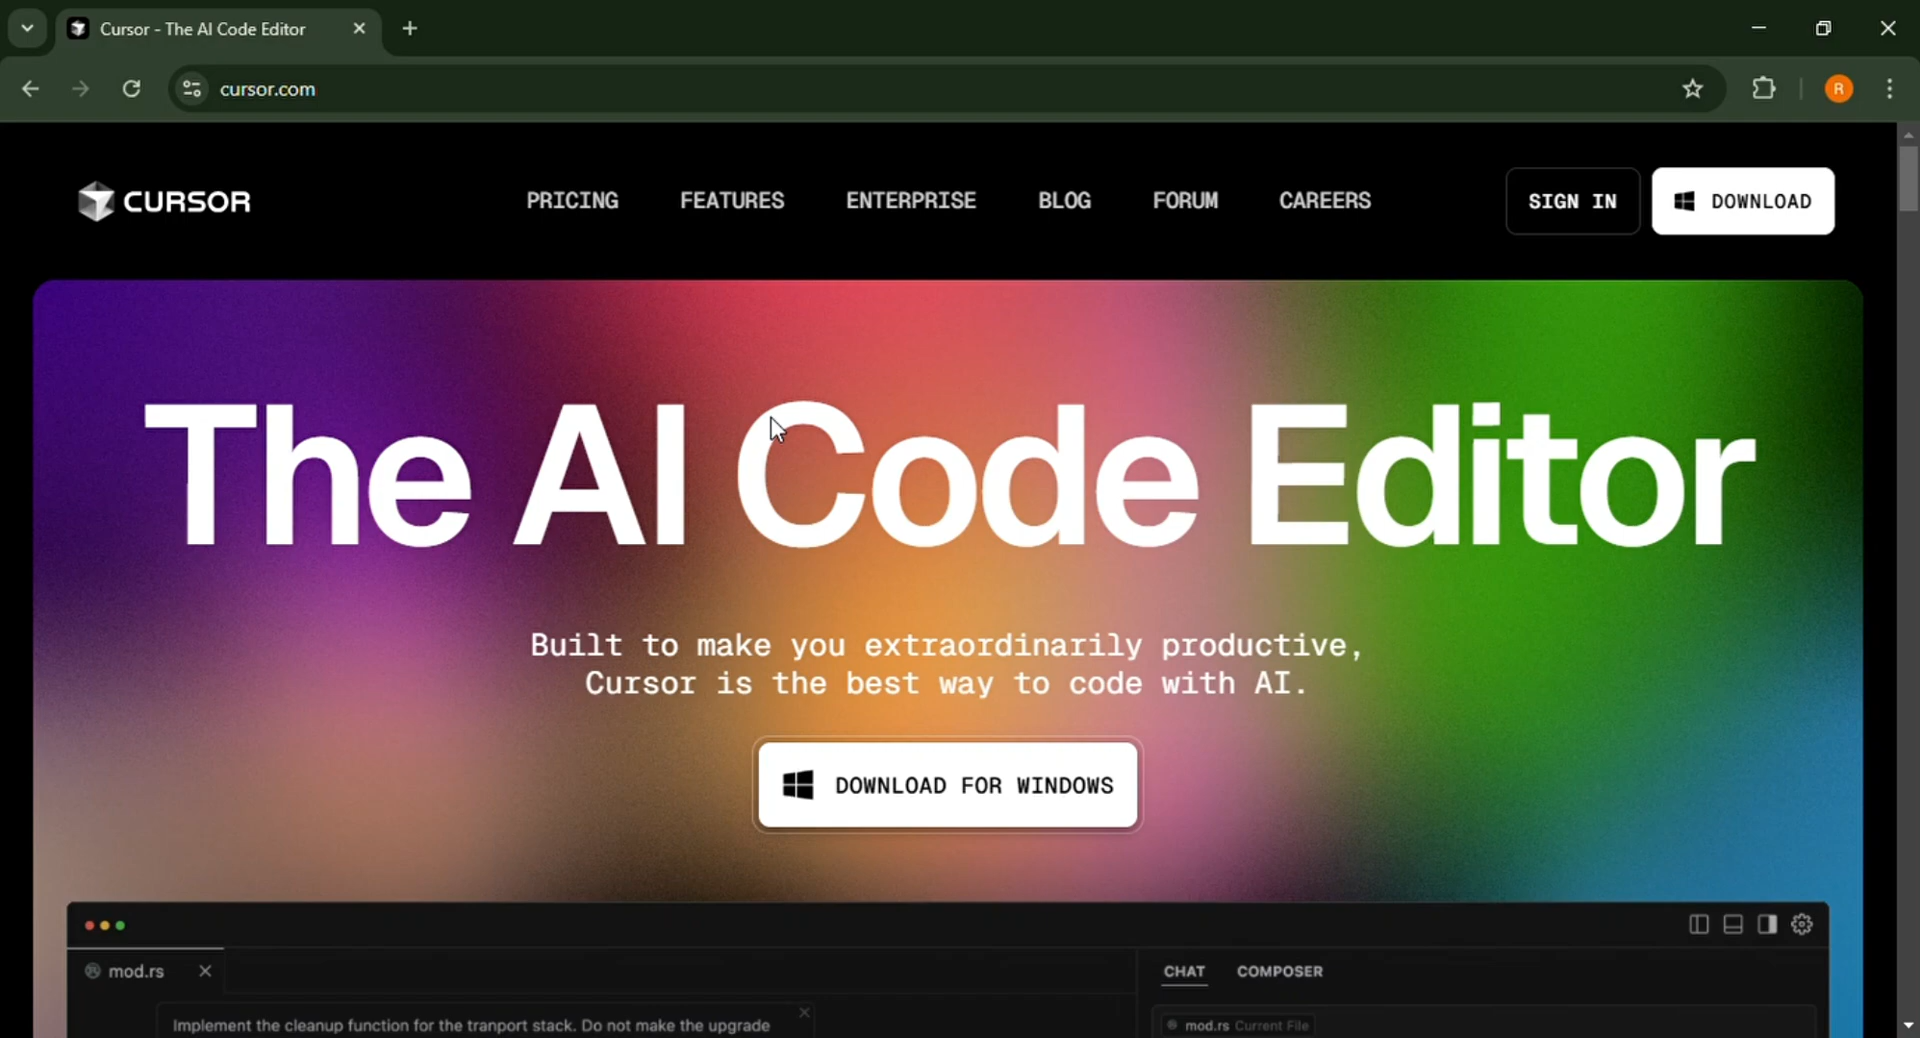 Cursor - The AI Code Editor
cursor.com
R
CURSOR
PRICING FEATURES ENTERPRISE BLOG FORUM CAREERS
SIGN IN
DOWNLOAD
The AI Code Editor
Built to make you extraordinarily productive,
Cursor is the best way to code with AI.
DOWNLOAD FOR WINDOWS
mod.rs
CHAT COMPOSER
Implement the cleanup function for the tranport stack. Do not make the upgrade
mod.rs Current File